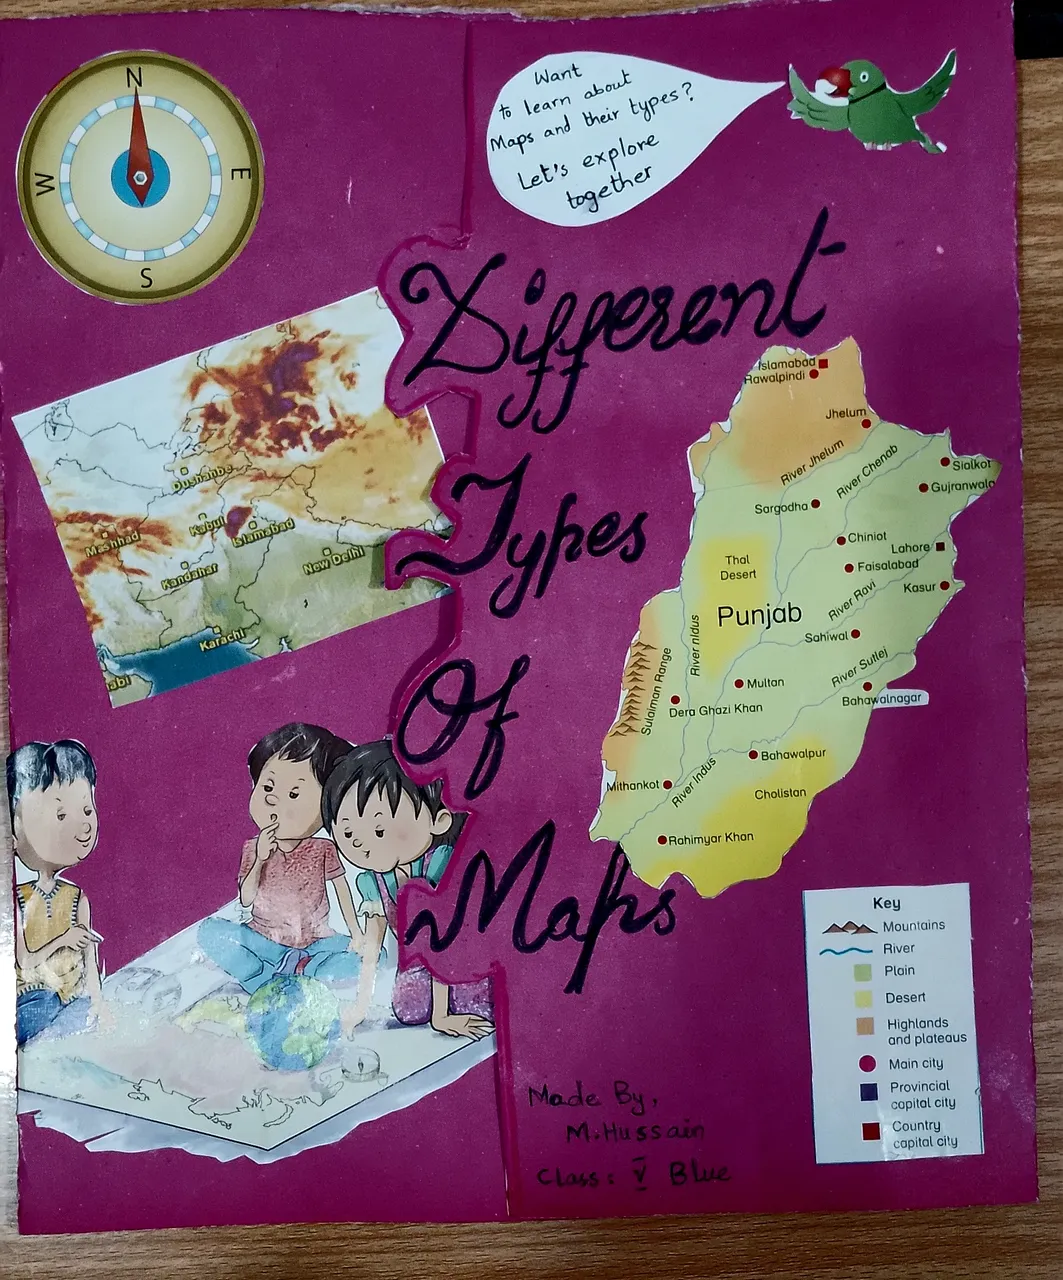 N
W
E
S
Want
to learn about
Maps and their types?
Let's explore
together
Different
Types
Of
Maps
Dushanbe
Mashhad
Kabul
Islamabad
Kandahar
New Delhi
Karachi
abi
Islamabad
Rawalpindi
Jhelum
River Jhelum
River Chenab
Sialkot
Gujranwala
Sargodha
Chiniot
Lahore
Faisalabad
Kasur
Thal
Desert
Punjab
River Ravi
Sahiwal
River nIdus
Sulaiman Range
River Sutlej
Multan
Bahawalnagar
Dera Ghazi Khan
Bahawalpur
Mithankot
River Indus
Cholistan
Rahimyar Khan
Key
Mountains
River
Plain
Desert
Highlands
and plateaus
Main city
Provincial
capital city
Country
capital city
Made By,
M.Hussain
Class: V Blue